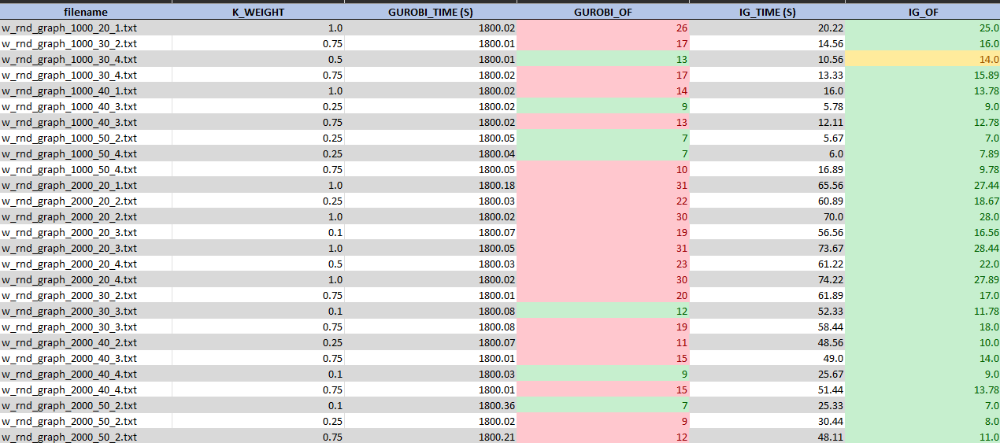 filename K_WEIGHT GUROBI_TIME (S) GUROBI_OF IG_TIME (S) IG_OF
w_rnd_graph_1000_20_1.txt 1.0 1800.02 26 20.22 25.0
w_rnd_graph_1000_30_2.txt 0.75 1800.01 17 14.56 16.0
w_rnd_graph_1000_30_4.txt 0.5 1800.01 13 10.56 14.0
w_rnd_graph_1000_30_4.txt 0.75 1800.02 17 13.33 15.89
w_rnd_graph_1000_40_1.txt 1.0 1800.02 14 16.0 13.78
w_rnd_graph_1000_40_3.txt 0.25 1800.02 9 5.78 9.0
w_rnd_graph_1000_40_3.txt 0.75 1800.02 13 12.11 12.78
w_rnd_graph_1000_50_2.txt 0.25 1800.05 7 5.67 7.0
w_rnd_graph_1000_50_4.txt 0.25 1800.04 7 6.0 7.89
w_rnd_graph_1000_50_4.txt 0.75 1800.05 10 16.89 9.78
w_rnd_graph_2000_20_1.txt 1.0 1800.18 31 65.56 27.44
w_rnd_graph_2000_20_2.txt 0.25 1800.03 22 60.89 18.67
w_rnd_graph_2000_20_2.txt 1.0 1800.02 30 70.0 28.0
w_rnd_graph_2000_20_3.txt 0.1 1800.07 19 56.56 16.56
w_rnd_graph_2000_20_3.txt 1.0 1800.05 31 73.67 28.44
w_rnd_graph_2000_20_4.txt 0.5 1800.03 23 61.22 22.0
w_rnd_graph_2000_20_4.txt 1.0 1800.02 30 74.22 27.89
w_rnd_graph_2000_30_2.txt 0.75 1800.01 20 61.89 17.0
w_rnd_graph_2000_30_3.txt 0.1 1800.08 12 52.33 11.78
w_rnd_graph_2000_30_3.txt 0.75 1800.08 19 58.44 18.0
w_rnd_graph_2000_40_2.txt 0.25 1800.07 11 48.56 10.0
w_rnd_graph_2000_40_3.txt 0.75 1800.01 15 49.0 14.0
w_rnd_graph_2000_40_4.txt 0.1 1800.03 9 25.67 9.0
w_rnd_graph_2000_40_4.txt 0.75 1800.01 15 51.44 13.78
w_rnd_graph_2000_50_2.txt 0.1 1800.36 7 25.33 7.0
w_rnd_graph_2000_50_2.txt 0.25 1800.02 9 30.44 8.0
w_rnd_graph_2000_50_2.txt 0.75 1800.21 12 48.11 11.0